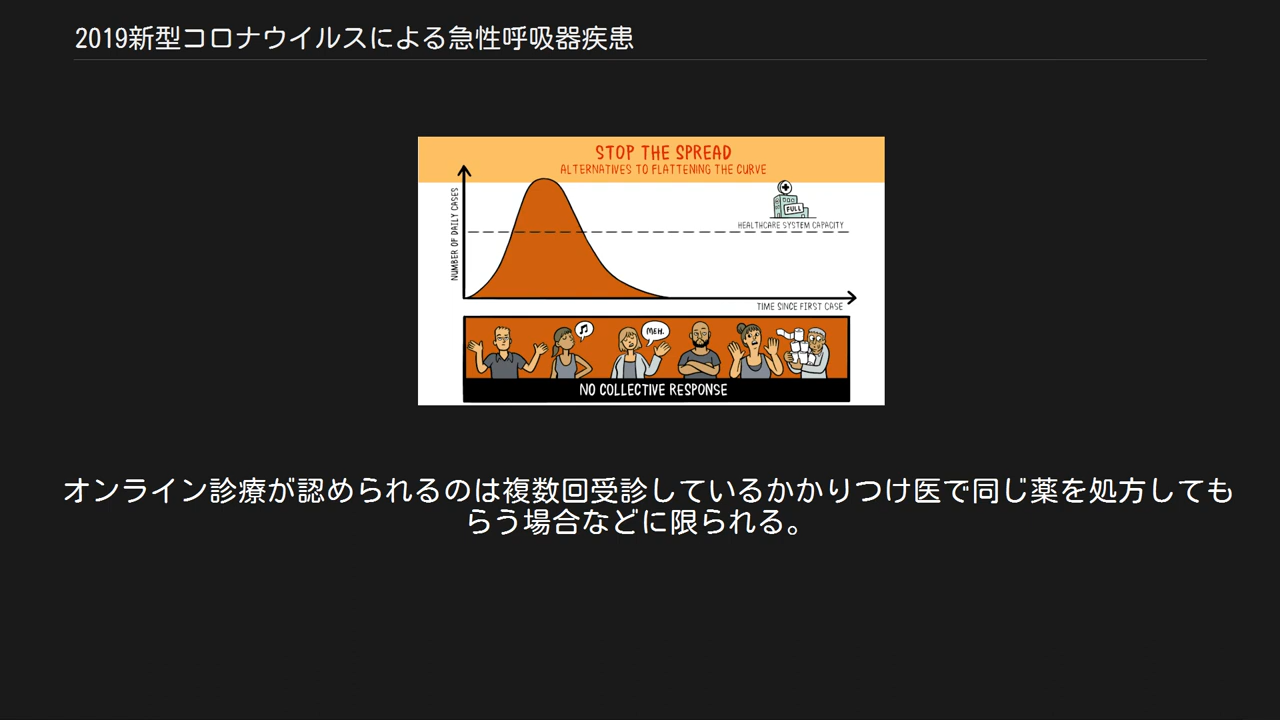 2019新型コロナウイルスによる急性呼吸器疾患
STOP THE SPREAD
ALTERNATIVES TO FLATTENING THE CURVE
NUMBER OF DAILY CASES
FULL
HEALTHCARE SYSTEM CAPACITY
TIME SINCE FIRST CASE
MEH.
NO COLLECTIVE RESPONSE
オンライン診療が認められるのは複数回受診しているかかりつけ医で同じ薬を処方しても
らう場合などに限られる。